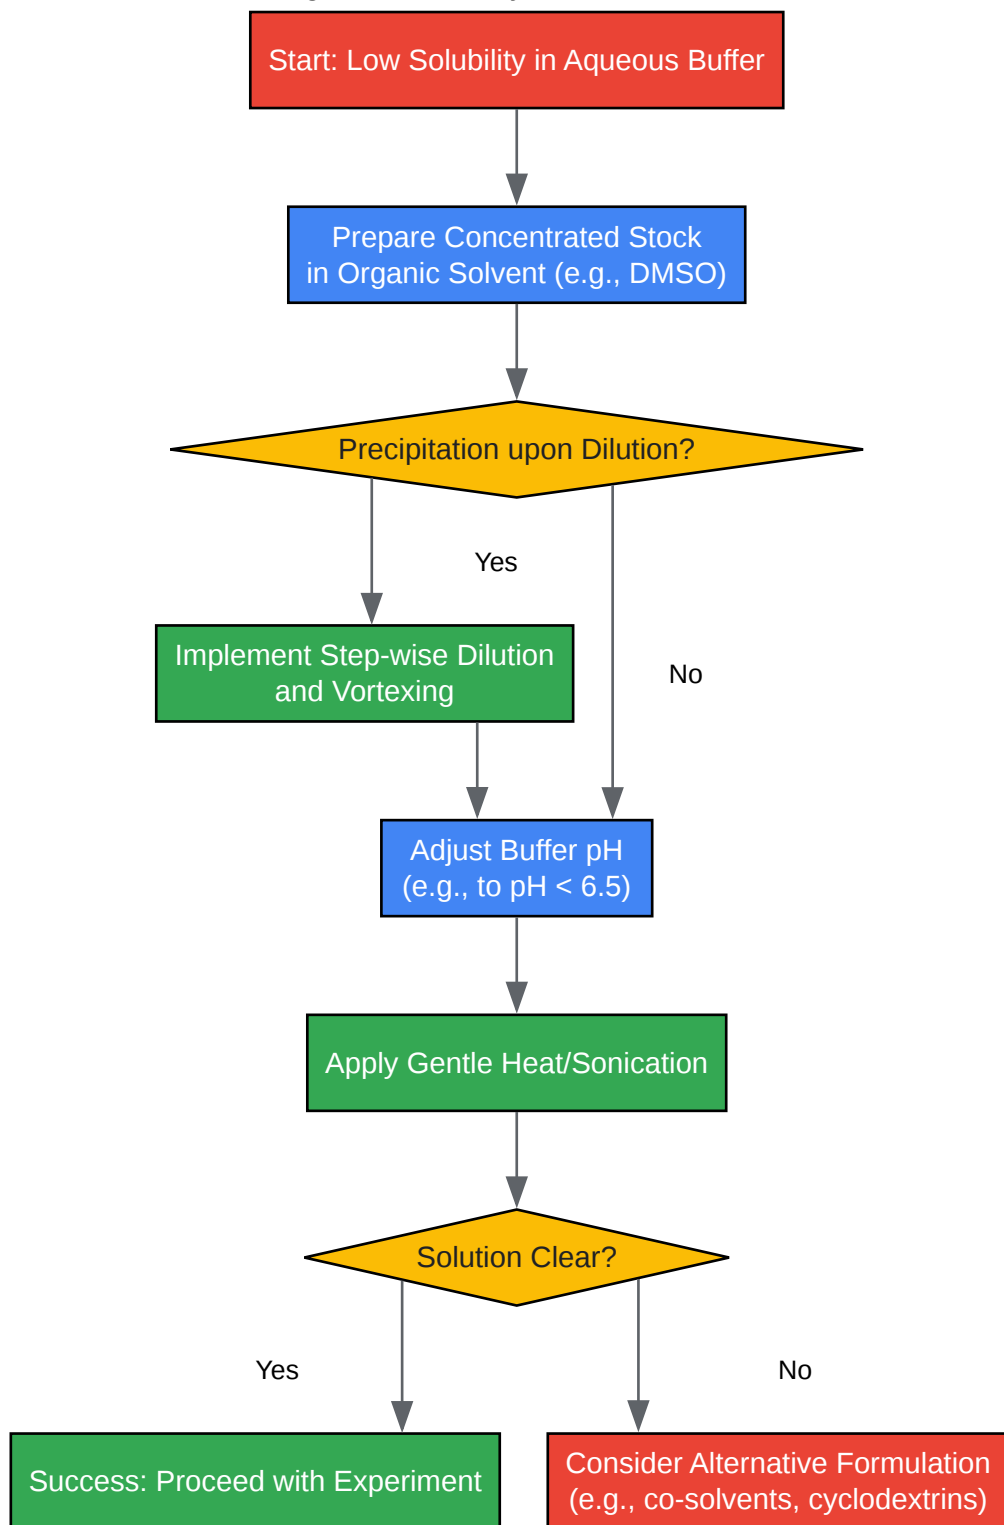 Start: Low Solubility in Aqueous Buffer
Prepare Concentrated Stock
in Organic Solvent (e.g., DMSO)
Precipitation upon Dilution?
Yes
Implement Step-wise Dilution
and Vortexing
No
Adjust Buffer pH
(e.g., to pH < 6.5)
Apply Gentle Heat/Sonication
Solution Clear?
Yes
No
Success: Proceed with Experiment
Consider Alternative Formulation
(e.g., co-solvents, cyclodextrins)